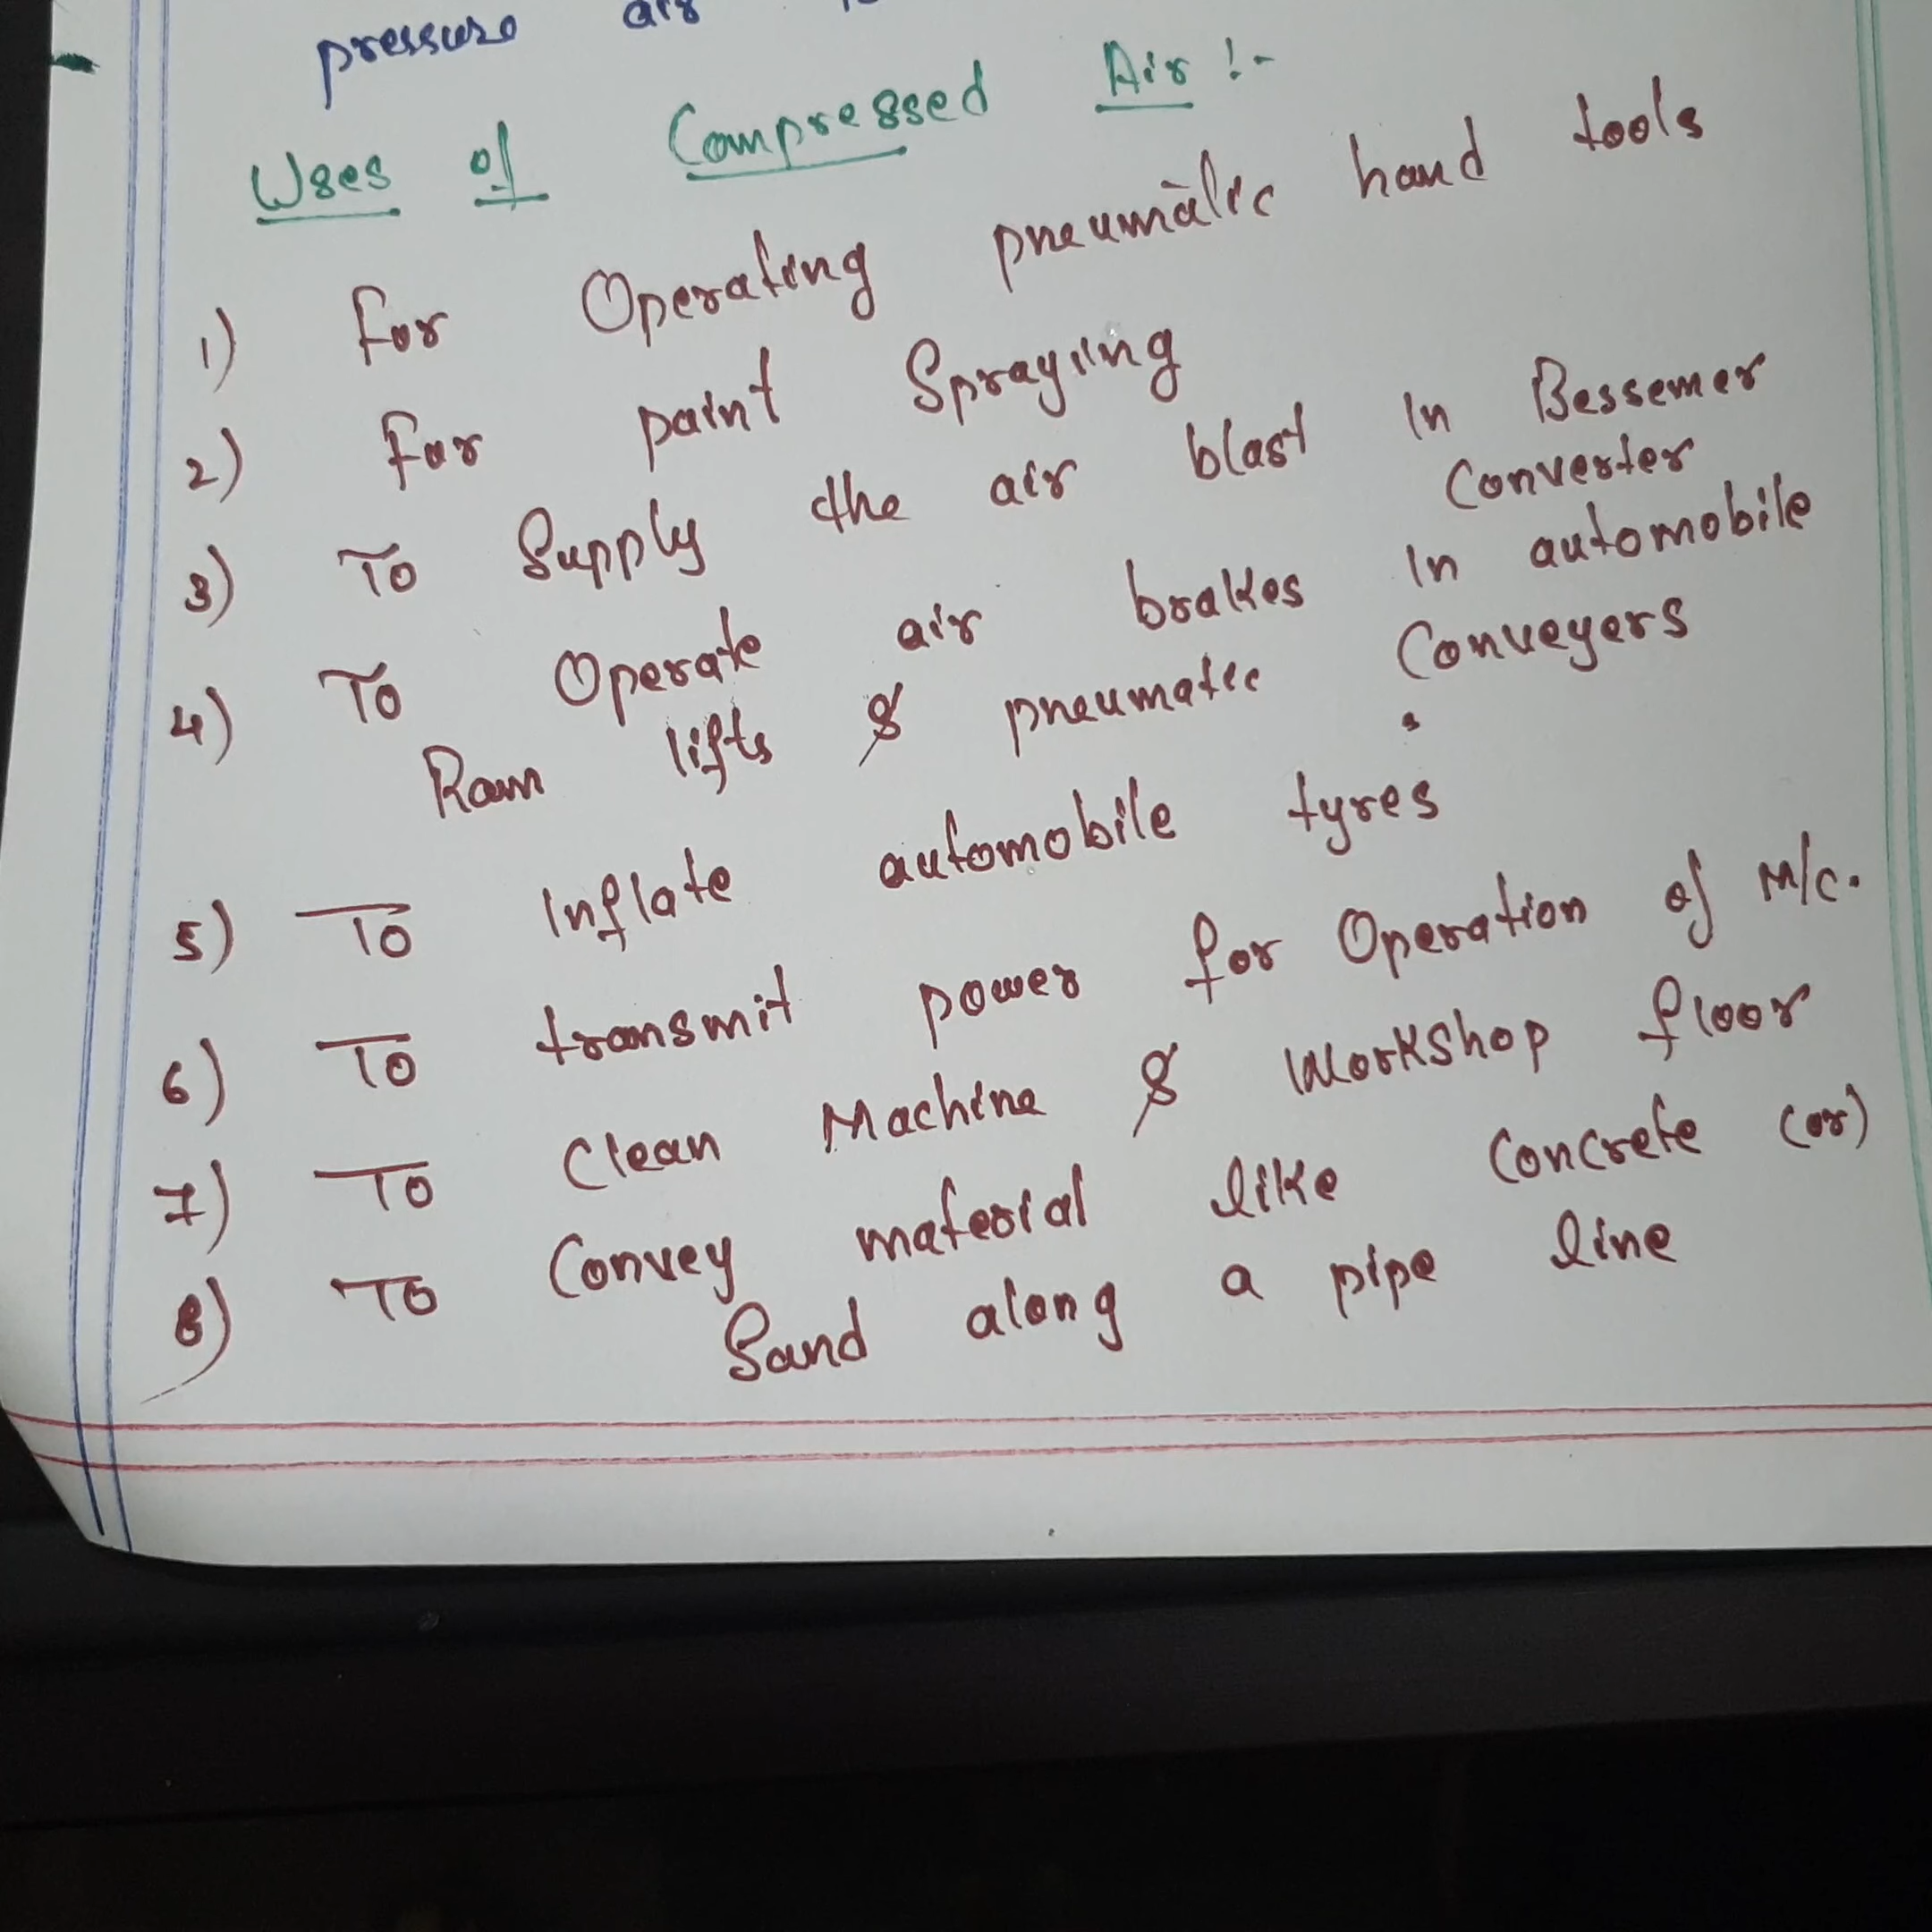 pressure air
Uses of Compressed Air :-
1) For Operating pneumatic hand tools
2) For paint Spraying
3) To Supply the air blast in Bessemer
Converter
4) To Operate air brakes in automobile
Ram lifts & pneumatic Conveyers
5) To Inflate automobile tyres
6) To transmit power for Operation of M/c.
7) To Clean Machine & Workshop floor
8) To Convey material like Concrete (or)
Sand along a pipe line